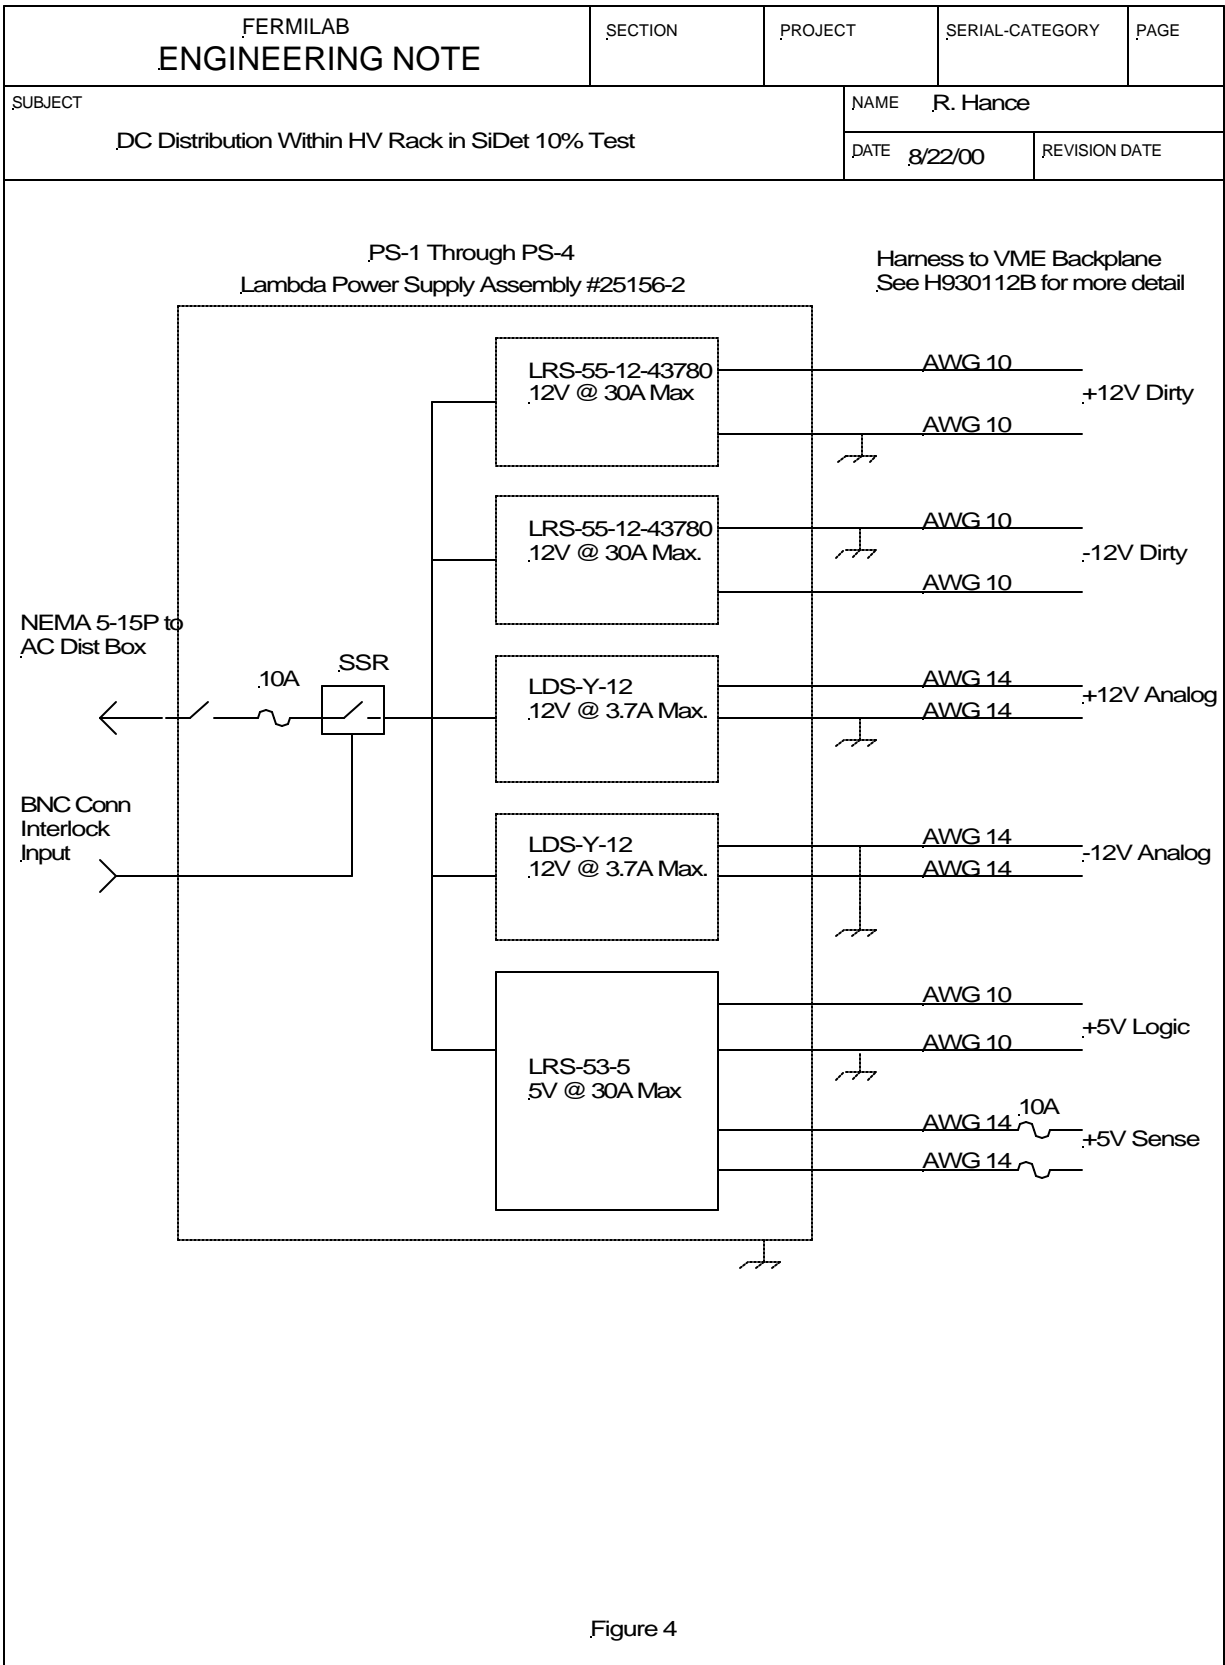 FERMILAB
ENGINEERING NOTE
SECTION
PROJECT
SERIAL-CATEGORY
PAGE
SUBJECT
DC Distribution Within HV Rack in SiDet 10% Test
NAME R. Hance
DATE 8/22/00
REVISION DATE
PS-1 Through PS-4
Lambda Power Supply Assembly #25156-2
Harness to VME Backplane
See H930112B for more detail
LRS-55-12-43780
12V @ 30A Max
AWG 10
AWG 10
+12V Dirty
LRS-55-12-43780
12V @ 30A Max.
AWG 10
AWG 10
-12V Dirty
NEMA 5-15P to
AC Dist Box
10A
SSR
LDS-Y-12
12V @ 3.7A Max.
AWG 14
AWG 14
+12V Analog
BNC Conn
Interlock
Input
LDS-Y-12
12V @ 3.7A Max.
AWG 14
AWG 14
-12V Analog
LRS-53-5
5V @ 30A Max
AWG 10
AWG 10
+5V Logic
AWG 14
10A
AWG 14
+5V Sense
Figure 4